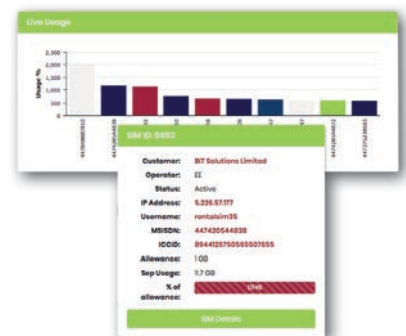 Live Usage
Usage %
2,500
2,000
1,500
1,000
500
0
SIM ID: 5653
Customer: BIT Solutions Limited
Operator: EE
Status: Active
IP Address: 5.226.57.177
Username: rentalsim35
MSISDN: 447420544838
ICCID: 8944125750565507655
Allowance: 1 GB
Sep Usage: 11.7 GB
% of allowance:
SIM Details